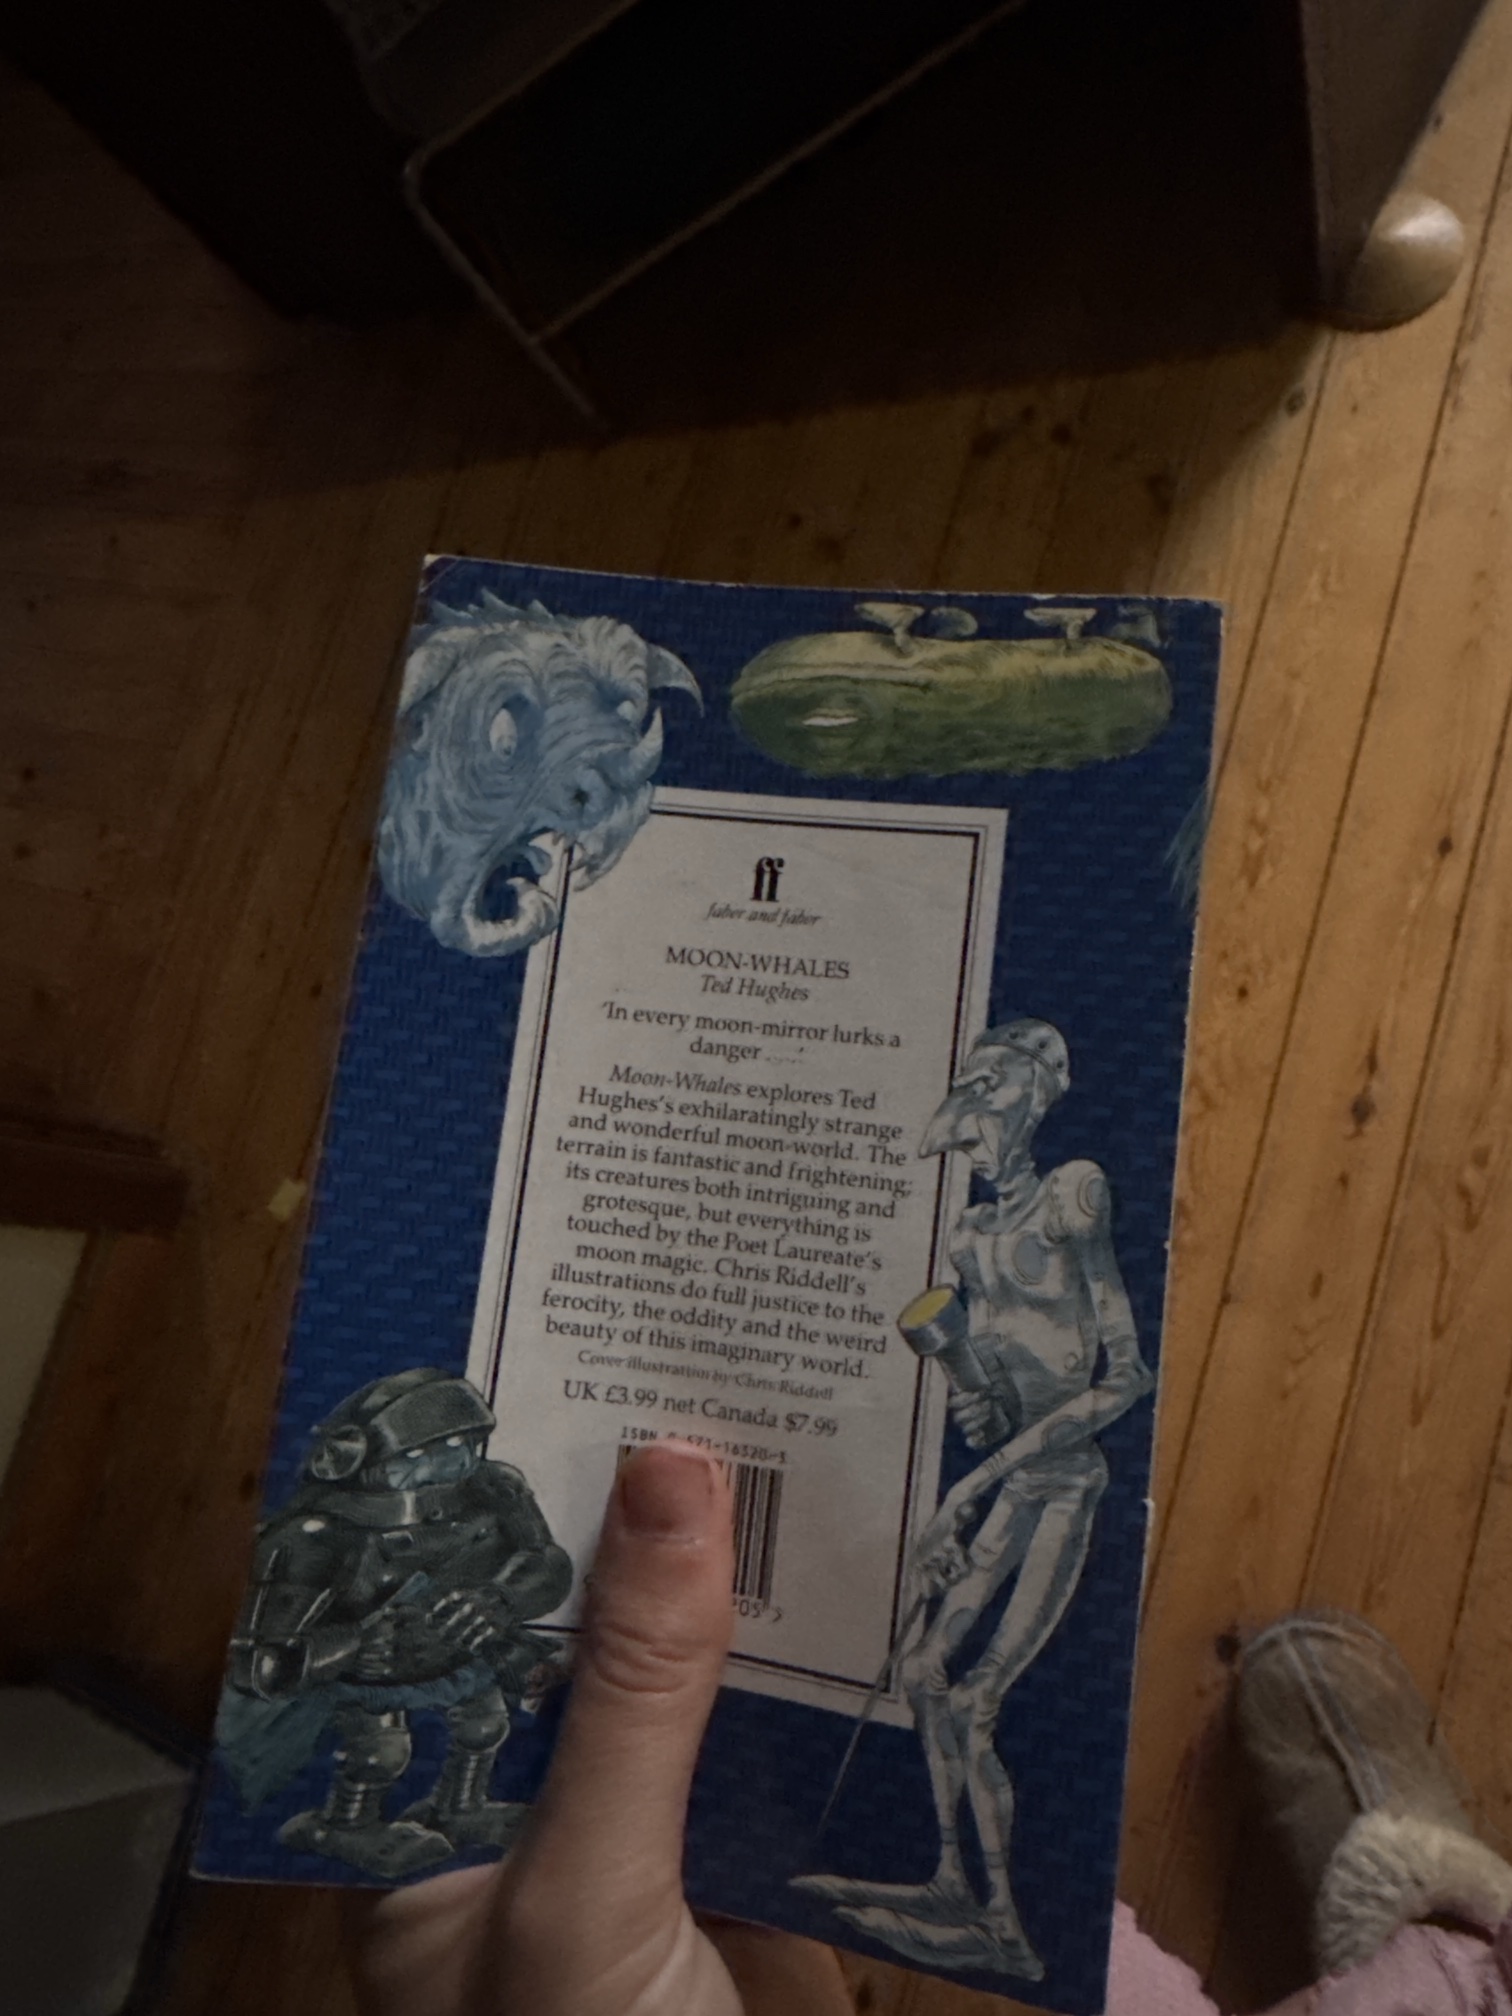 ff
faber and faber
MOON-WHALES
Ted Hughes
'In every moon-mirror lurks a
danger . . .'
Moon-Whales explores Ted
Hughes's exhilaratingly strange
and wonderful moon-world. The
terrain is fantastic and frightening;
its creatures both intriguing and
grotesque, but everything is
touched by the Poet Laureate's
moon magic. Chris Riddell's
illustrations do full justice to the
ferocity, the oddity and the weird
beauty of this imaginary world.
Cover illustration by Chris Riddell
UK £3.99 net Canada $7.99
ISBN